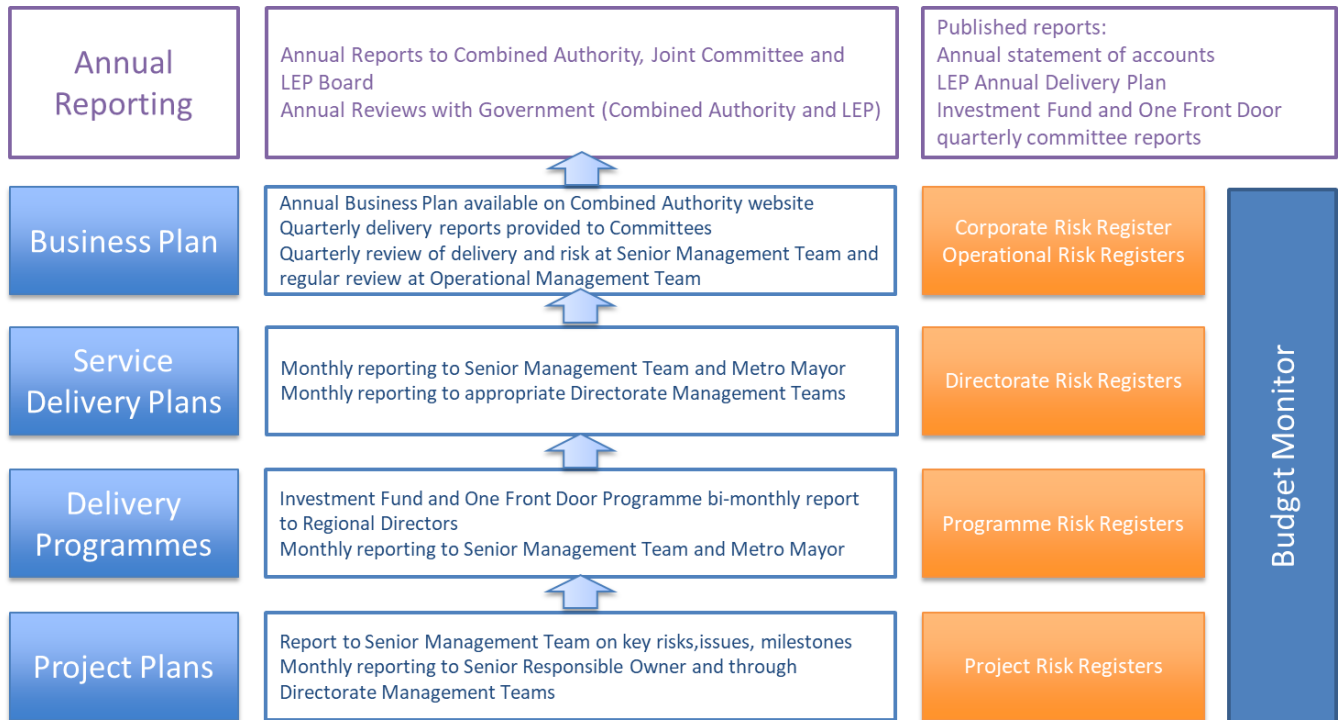 Annual
Reporting
Annual Reports to Combined Authority, Joint Committee and
LEP Board
Annual Reviews with Government (Combined Authority and LEP)
Published reports:
Annual statement of accounts
LEP Annual Delivery Plan
Investment Fund and One Front Door
quarterly committee reports
Business Plan
Annual Business Plan available on Combined Authority website
Quarterly delivery reports provided to Committees
Quarterly review of delivery and risk at Senior Management Team and
regular review at Operational Management Team
Corporate Risk Register
Operational Risk Registers
Service
Delivery Plans
Monthly reporting to Senior Management Team and Metro Mayor
Monthly reporting to appropriate Directorate Management Teams
Directorate Risk Registers
Delivery
Programmes
Investment Fund and One Front Door Programme bi-monthly report
to Regional Directors
Monthly reporting to Senior Management Team and Metro Mayor
Programme Risk Registers
Project Plans
Report to Senior Management Team on key risks,issues, milestones
Monthly reporting to Senior Responsible Owner and through
Directorate Management Teams
Project Risk Registers
Budget Monitor